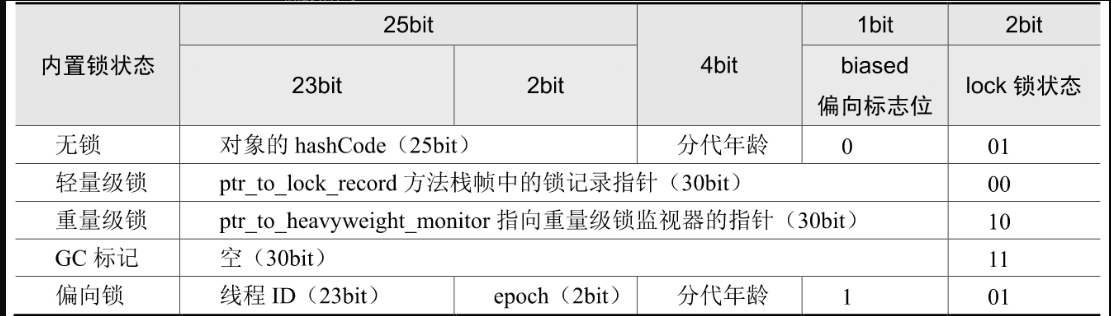 内置锁状态 25bit 4bit 1bit 2bit
23bit 2bit biased 偏向标志位 lock 锁状态
无锁 对象的 hashCode（25bit） 分代年龄 0 01
轻量级锁 ptr_to_lock_record 方法栈帧中的锁记录指针（30bit） 00
重量级锁 ptr_to_heavyweight_monitor 指向重量级锁监视器的指针（30bit） 10
GC 标记 空（30bit） 11
偏向锁 线程 ID（23bit） epoch（2bit） 分代年龄 1 01